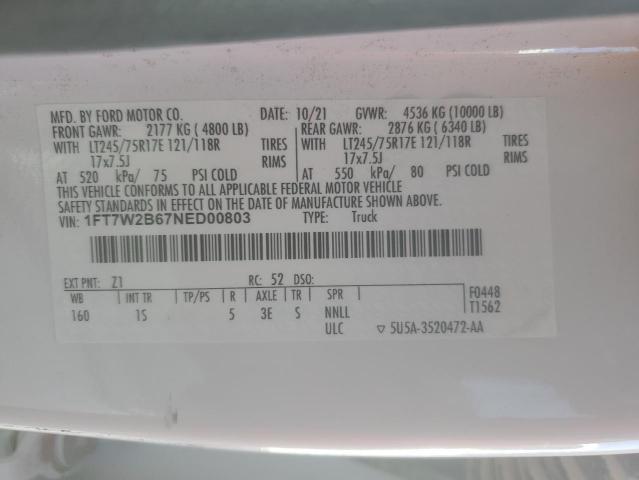 MFD. BY FORD MOTOR CO. DATE: 10/21 GVWR: 4536 KG (10000 LB)
FRONT GAWR: 2177 KG ( 4800 LB) REAR GAWR: 2876 KG ( 6340 LB)
WITH LT245/75R17E 121/118R TIRES WITH LT245/75R17E 121/118R TIRES
17x7.5J RIMS 17x7.5J RIMS
AT 520 kPa/ 75 PSI COLD AT 550 kPa/ 80 PSI COLD
THIS VEHICLE CONFORMS TO ALL APPLICABLE FEDERAL MOTOR VEHICLE
SAFETY STANDARDS IN EFFECT ON THE DATE OF MANUFACTURE SHOWN ABOVE
VIN: 1FT7W2B67NED00803 TYPE: Truck
EXT PNT: Z1 RC: 52 DSO:
WB INT TR TP/PS R AXLE TR SPR F0448
160 1S 5 3E S NNLL T1562
ULC ▽ 5U5A-3520472-AA